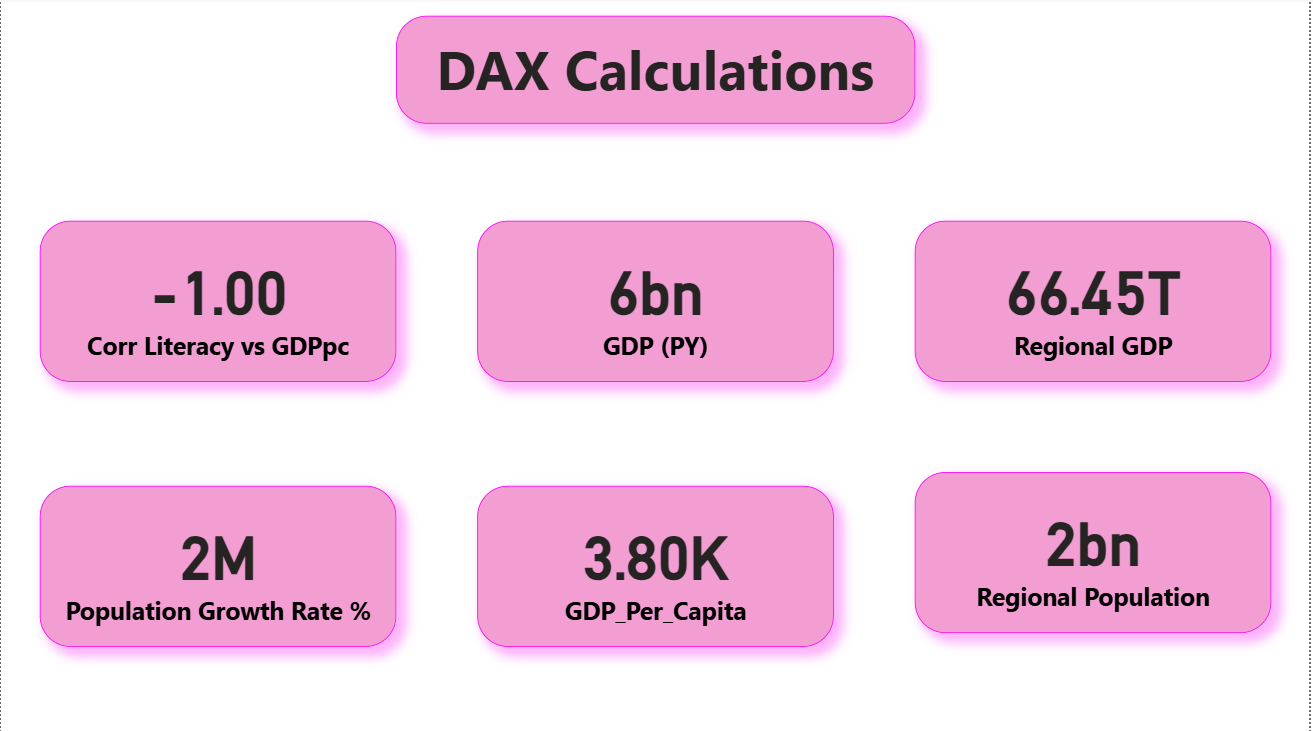 DAX Calculations
-1.00
Corr Literacy vs GDPpc
6bn
GDP (PY)
66.45T
Regional GDP
2M
Population Growth Rate %
3.80K
GDP_Per_Capita
2bn
Regional Population